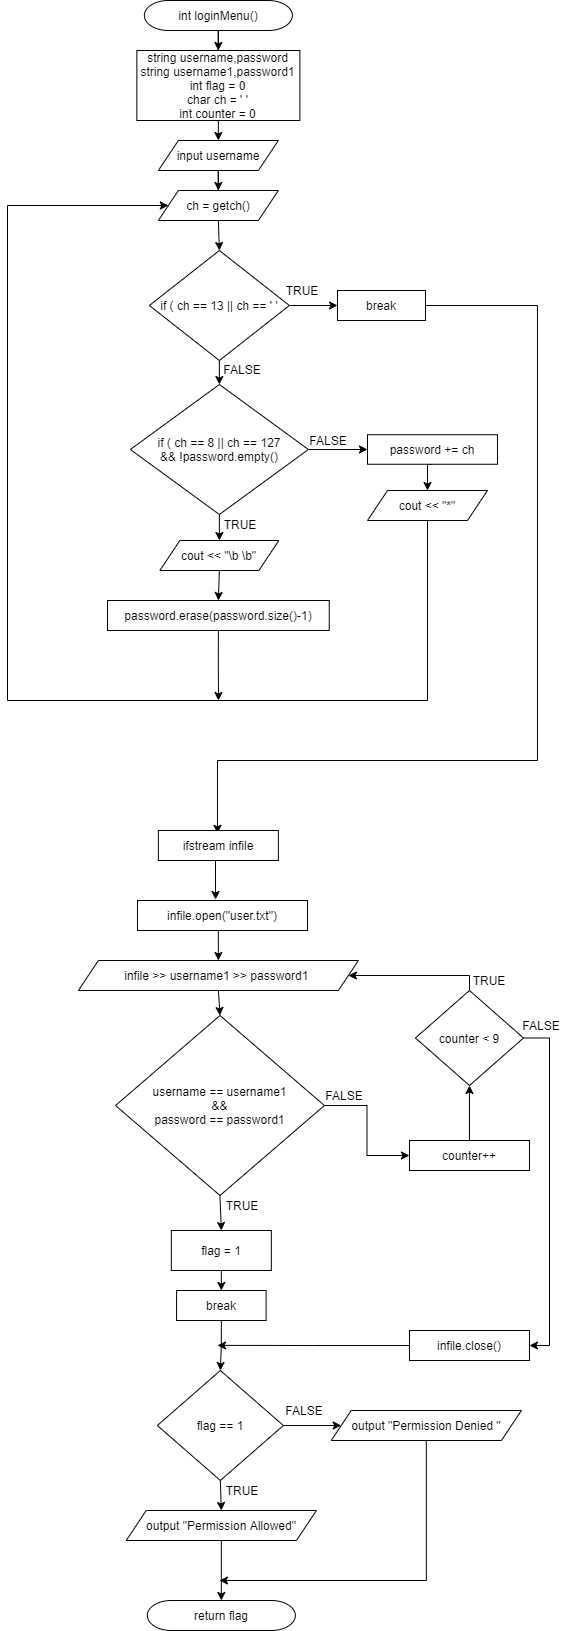 int loginMenu()
string username,password
string username1,password1
int flag = 0
char ch = ' '
int counter = 0
input username
ch = getch()
if ( ch == 13 || ch == ' '
TRUE
break
FALSE
if ( ch == 8 || ch == 127
&& !password.empty()
FALSE
password += ch
cout << "*"
TRUE
cout << "\b \b"
password.erase(password.size()-1)
ifstream infile
infile.open("user.txt")
infile >> username1 >> password1
TRUE
counter < 9
FALSE
username == username1
&&
password == password1
FALSE
counter++
TRUE
flag = 1
break
infile.close()
flag == 1
FALSE
output "Permission Denied "
TRUE
output "Permission Allowed"
return flag